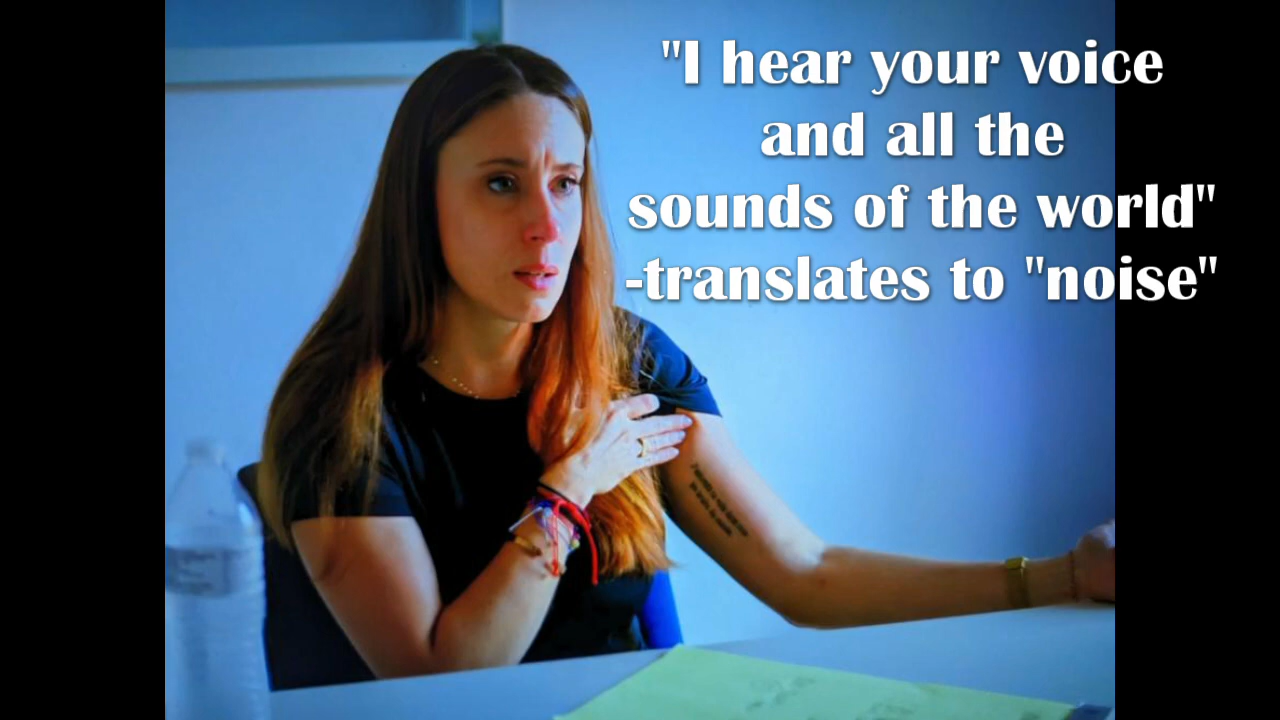 "I hear your voice
and all the
sounds of the world"
-translates to "noise"